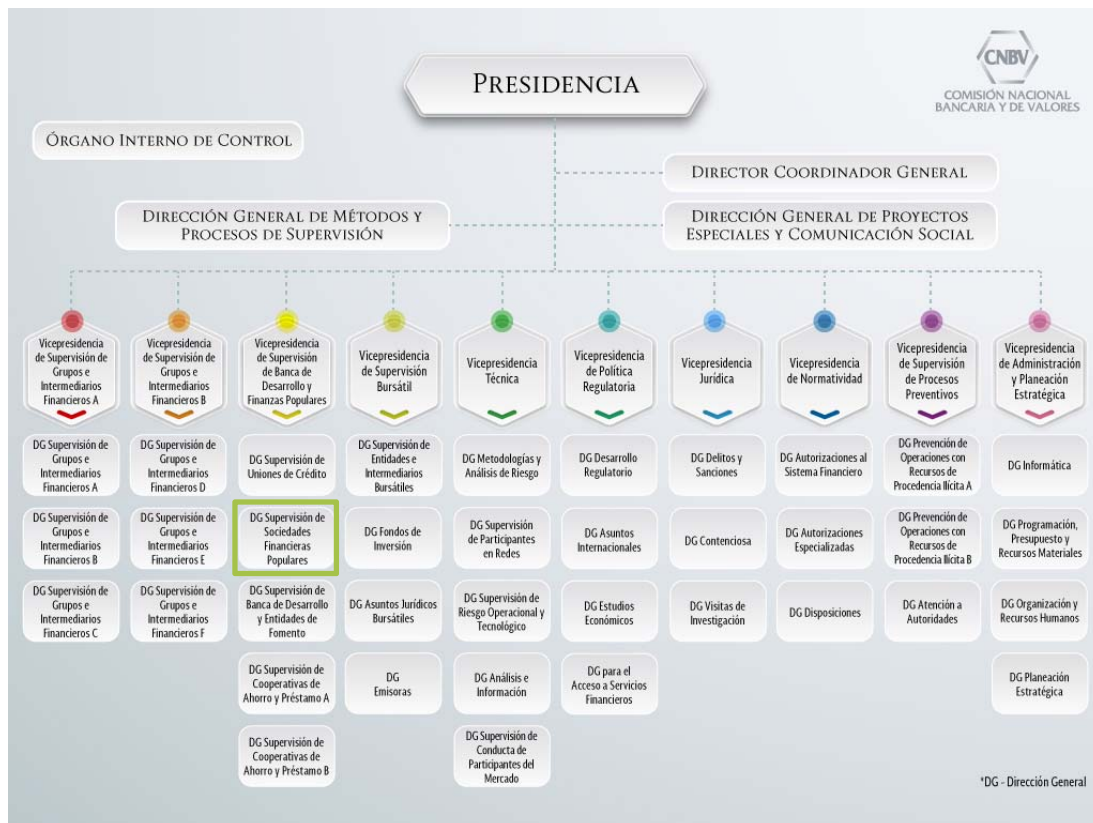 PRESIDENCIA
CNBV
COMISIÓN NACIONAL
BANCARIA Y DE VALORES
ÓRGANO INTERNO DE CONTROL
DIRECTOR COORDINADOR GENERAL
DIRECCIÓN GENERAL DE MÉTODOS Y
PROCESOS DE SUPERVISIÓN
DIRECCIÓN GENERAL DE PROYECTOS
ESPECIALES Y COMUNICACIÓN SOCIAL
Vicepresidencia
de Supervisión de
Grupos e
Intermediarios
Financieros A
Vicepresidencia
de Supervisión de
Grupos e
Intermediarios
Financieros B
Vicepresidencia
de Supervisión
de Banca de
Desarrollo y
Finanzas Populares
Vicepresidencia
de Supervisión
Bursátil
Vicepresidencia
Técnica
Vicepresidencia
de Política
Regulatoria
Vicepresidencia
Jurídica
Vicepresidencia
de Normatividad
Vicepresidencia
de Supervisión
de Procesos
Preventivos
Vicepresidencia
de Administración
y Planeación
Estratégica
DG Supervisión de
Grupos e
Intermediarios
Financieros A
DG Supervisión de
Grupos e
Intermediarios
Financieros D
DG Supervisión de
Uniones de Crédito
DG Supervisión de
Entidades e
Intermediarios
Bursátiles
DG Metodologías y
Análisis de Riesgo
DG Desarrollo
Regulatorio
DG Delitos y
Sanciones
DG Autorizaciones al
Sistema Financiero
DG Prevención de
Operaciones con
Recursos de
Procedencia Ilícita A
DG Informática
DG Supervisión de
Grupos e
Intermediarios
Financieros B
DG Supervisión de
Grupos e
Intermediarios
Financieros E
DG Supervisión de
Sociedades
Financieras
Populares
DG Fondos de
Inversión
DG Supervisión
de Participantes
en Redes
DG Asuntos
Internacionales
DG Contenciosa
DG Autorizaciones
Especializadas
DG Prevención de
Operaciones con
Recursos de
Procedencia Ilícita B
DG Programación,
Presupuesto y
Recursos Materiales
DG Supervisión de
Grupos e
Intermediarios
Financieros C
DG Supervisión de
Grupos e
Intermediarios
Financieros F
DG Supervisión de
Banca de Desarrollo
y Entidades de
Fomento
DG Asuntos Jurídicos
Bursátiles
DG Supervisión de
Riesgo Operacional y
Tecnológico
DG Estudios
Económicos
DG Visitas de
Investigación
DG Disposiciones
DG Atención a
Autoridades
DG Organización y
Recursos Humanos
DG Supervisión de
Cooperativas de
Ahorro y Préstamo A
DG
Emisoras
DG Análisis e
Información
DG para el
Acceso a Servicios
Financieros
DG Planeación
Estratégica
DG Supervisión de
Cooperativas de
Ahorro y Préstamo B
DG Supervisión de
Conducta de
Participantes del
Mercado
*DG - Dirección General